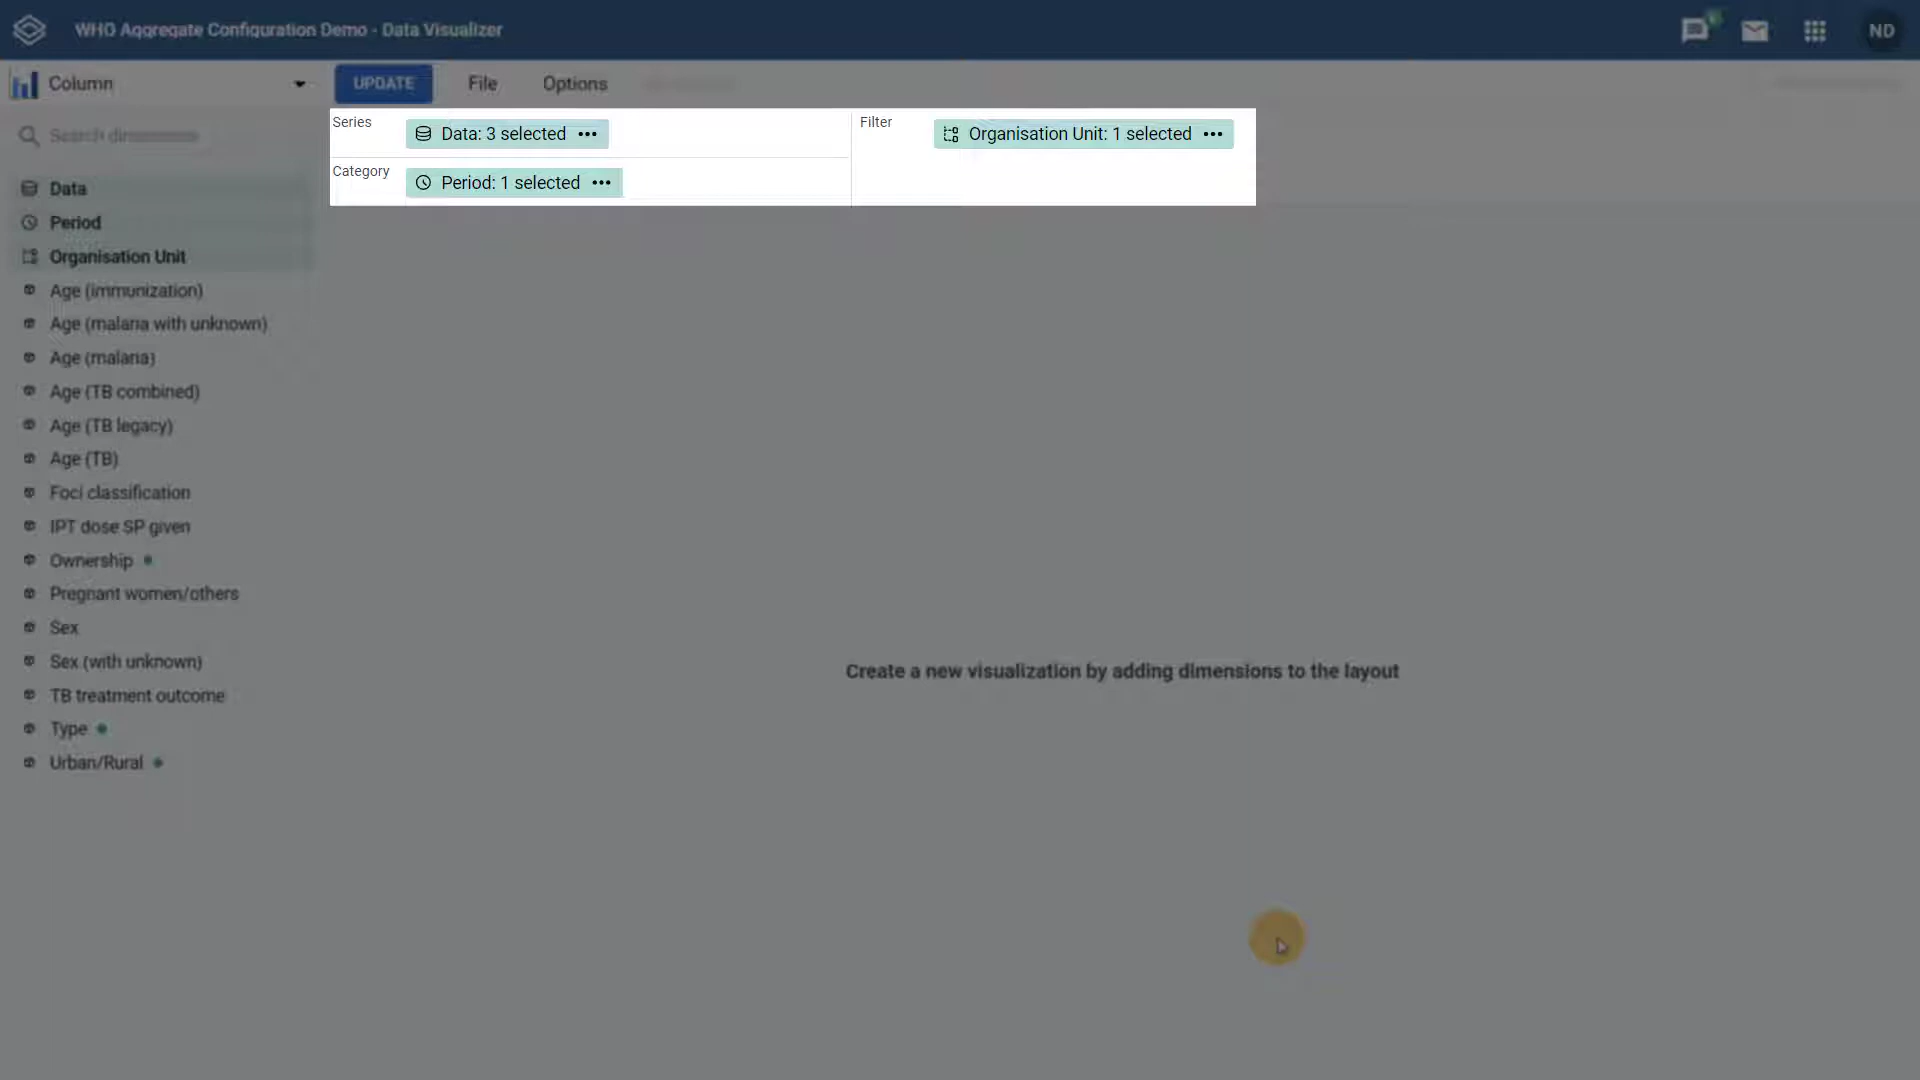 WHO Aggregate Configuration Demo - Data Visualizer
ND
Column
UPDATE
File
Options
Series
Data: 3 selected
Filter
Organisation Unit: 1 selected
Category
Period: 1 selected
Search dimensions
Data
Period
Organisation Unit
Age (immunization)
Age (malaria with unknown)
Age (malaria)
Age (TB combined)
Age (TB legacy)
Age (TB)
Foci classification
IPT dose SP given
Ownership
Pregnant women/others
Sex
Sex (with unknown)
TB treatment outcome
Type
Urban/Rural
Create a new visualization by adding dimensions to the layout